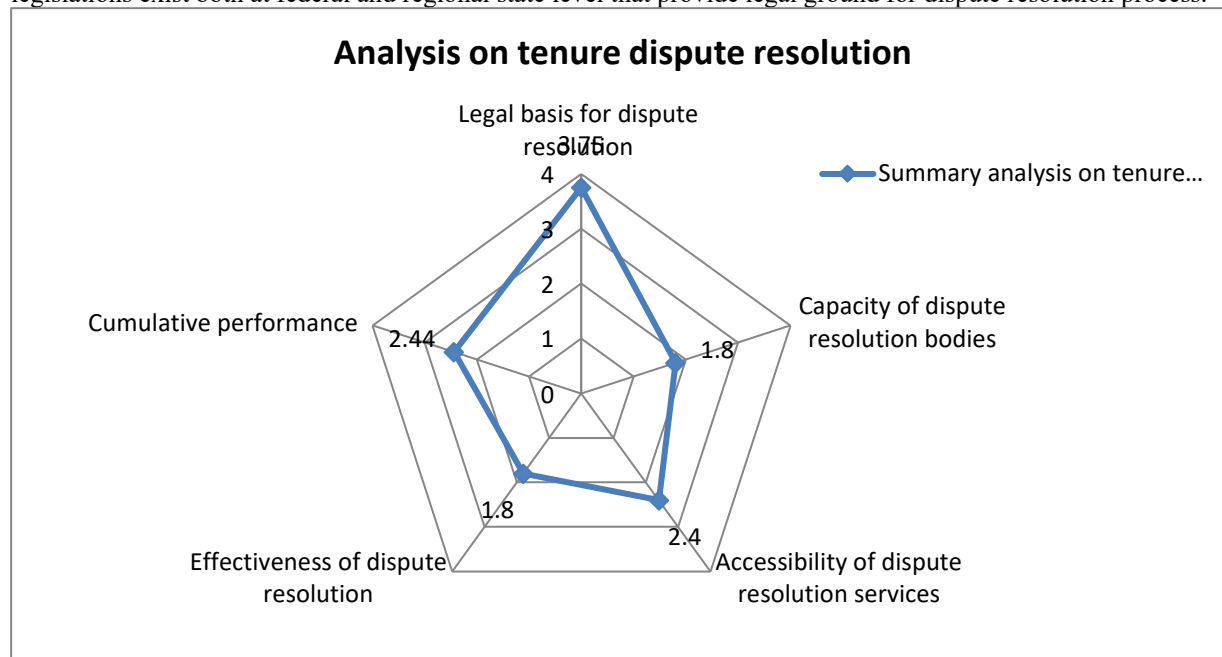 legislations exist both at federal and regional state level that provide legal ground for dispute resolution process.
Analysis on tenure dispute resolution
Legal basis for dispute
resolution
3.75
4
Summary analysis on tenure...
3
2
Capacity of dispute
resolution bodies
Cumulative performance
2.44
1.8
1
0
1.8
2.4
Effectiveness of dispute
resolution
Accessibility of dispute
resolution services